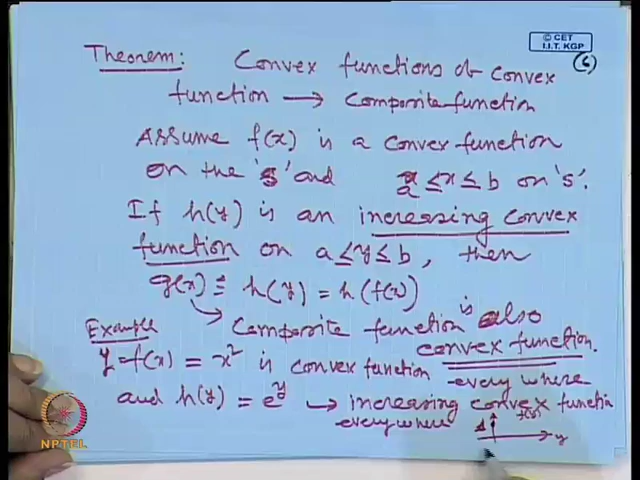 © CET
I.I.T. KGP
6
Theorem: Convex functions of convex
function → Composite function
Assume f(x) is a convex function
on the 's' and a ≤ x ≤ b on 's'.
If h(y) is an increasing convex
function on a ≤ y ≤ b, then
g(x) ≜ h(y) = h(f(x))
→ Composite function is also
convex function.
Example
y = f(x) = x² is convex function every where
and h(y) = e^y → increasing convex function
everywhere
y
NPTEL